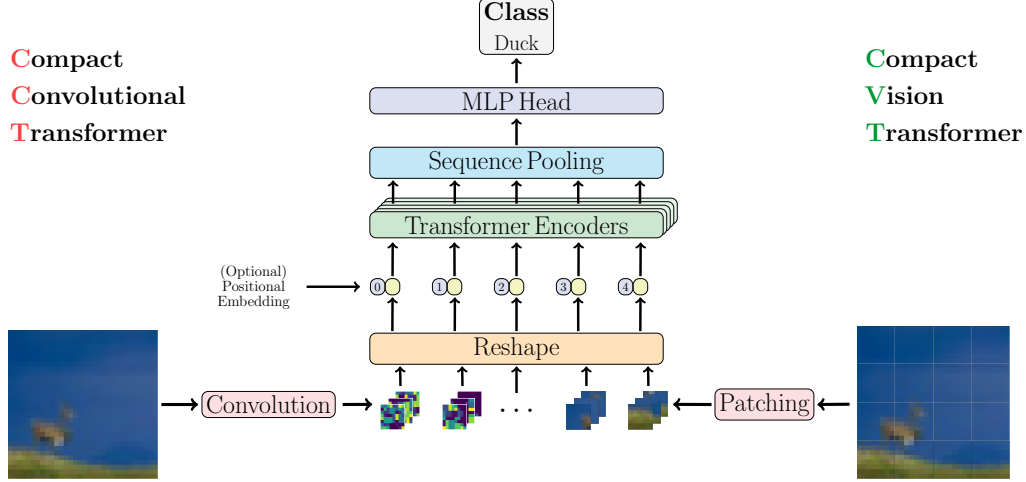 Class
Duck
Compact
Convolutional
Transformer
Compact
Vision
Transformer
MLP Head
Sequence Pooling
Transformer Encoders
(Optional)
Positional
Embedding
0 1 2 3 4
Reshape
Convolution
...
Patching